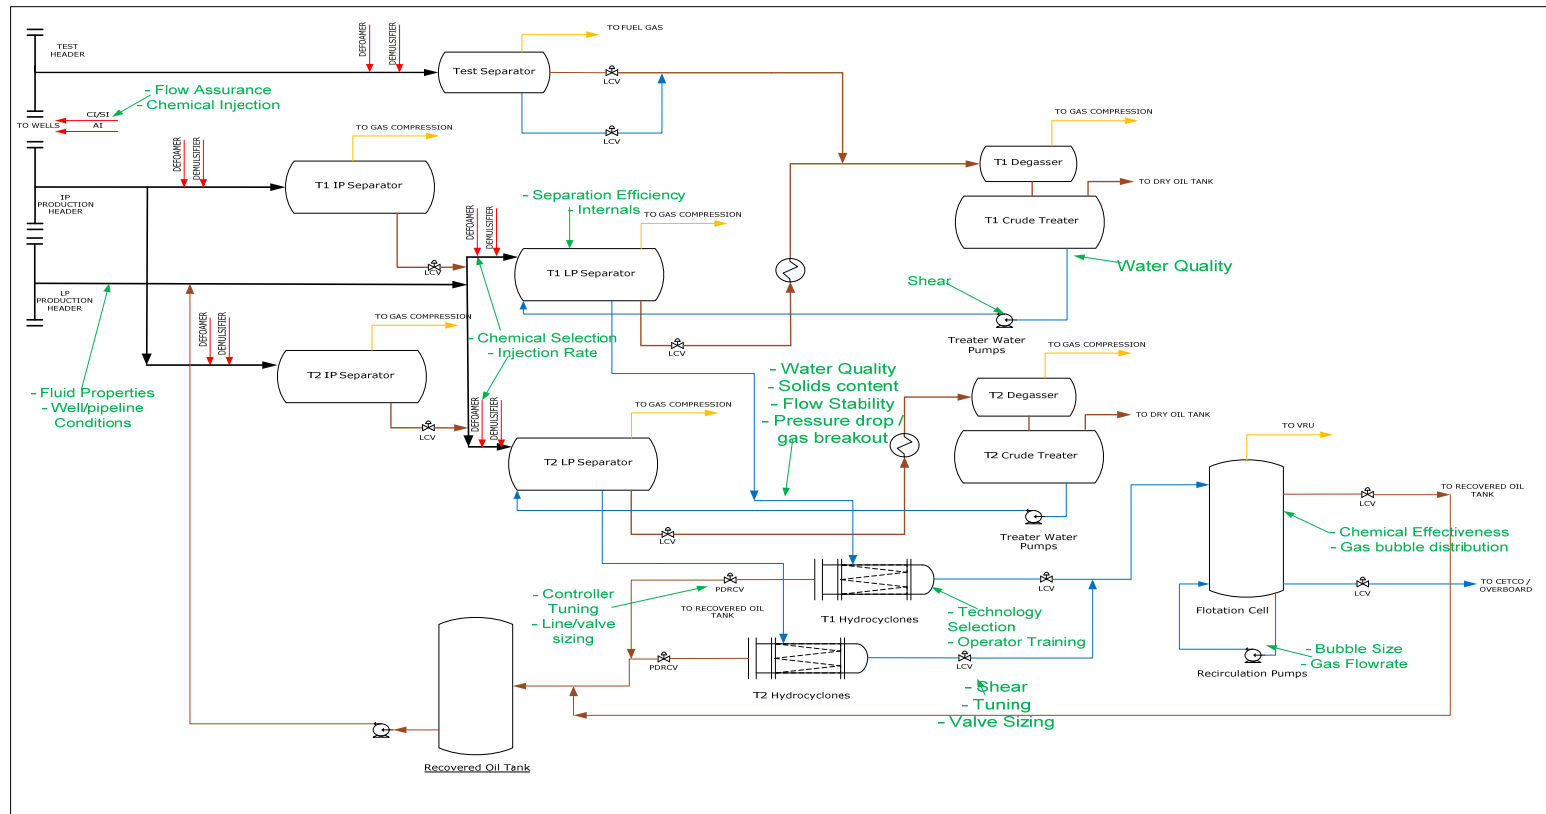 TO FUEL GAS
TEST
HEADER
DEFOAMER
DEMULSIFIER
Test Separator
LCV
LCV
- Flow Assurance
- Chemical Injection
CI/SI
TO WELLS
AI
TO GAS COMPRESSION
DEFOAMER
DEMULSIFIER
T1 IP Separator
IP
PRODUCTION
HEADER
LCV
TO GAS COMPRESSION
T1 Degasser
TO DRY OIL TANK
T1 Crude Treater
- Separation Efficiency
- Internals
TO GAS COMPRESSION
DEFOAMER
DEMULSIFIER
T1 LP Separator
Water Quality
Shear
Treater Water
Pumps
LCV
LP
PRODUCTION
HEADER
TO GAS COMPRESSION
DEFOAMER
DEMULSIFIER
T2 IP Separator
LCV
- Chemical Selection
- Injection Rate
- Fluid Properties
- Well/pipeline
Conditions
- Water Quality
- Solids content
- Flow Stability
- Pressure drop /
gas breakout
TO GAS COMPRESSION
T2 Degasser
TO DRY OIL TANK
T2 Crude Treater
TO GAS COMPRESSION
DEFOAMER
DEMULSIFIER
T2 LP Separator
LCV
Treater Water
Pumps
TO VRU
TO RECOVERED OIL
TANK
LCV
- Chemical Effectiveness
- Gas bubble distribution
TO CETCO /
OVERBOARD
LCV
Flotation Cell
- Bubble Size
- Gas Flowrate
Recirculation Pumps
PDRCV
- Controller
Tuning
- Line/valve
sizing
TO RECOVERED OIL
TANK
T1 Hydrocyclones
LCV
- Technology
Selection
- Operator Training
PDRCV
T2 Hydrocyclones
LCV
- Shear
- Tuning
- Valve Sizing
Recovered Oil Tank